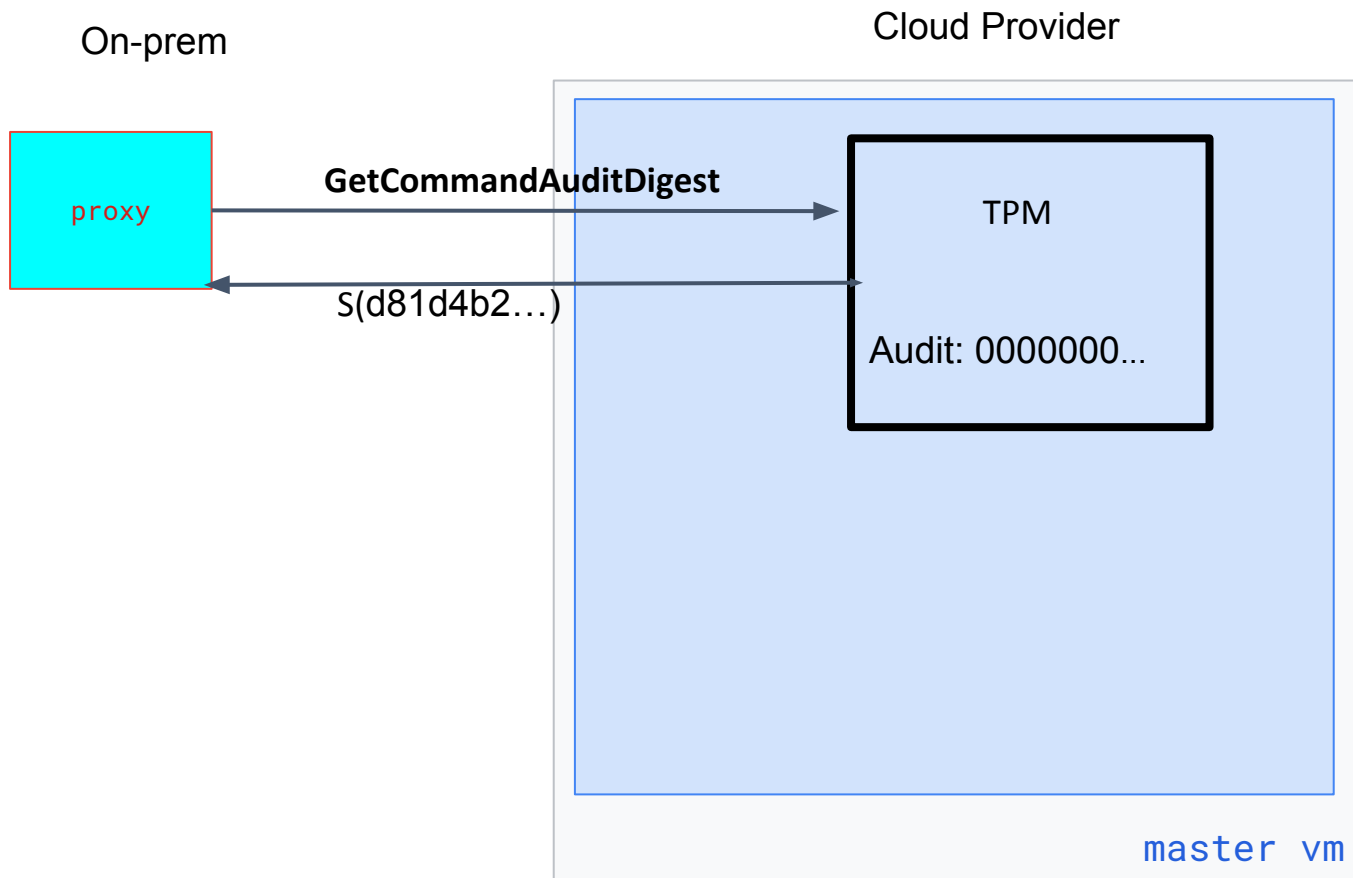 On-prem
Cloud Provider
GetCommandAuditDigest
proxy
TPM
S(d81d4b2…)
Audit: 0000000...
master vm